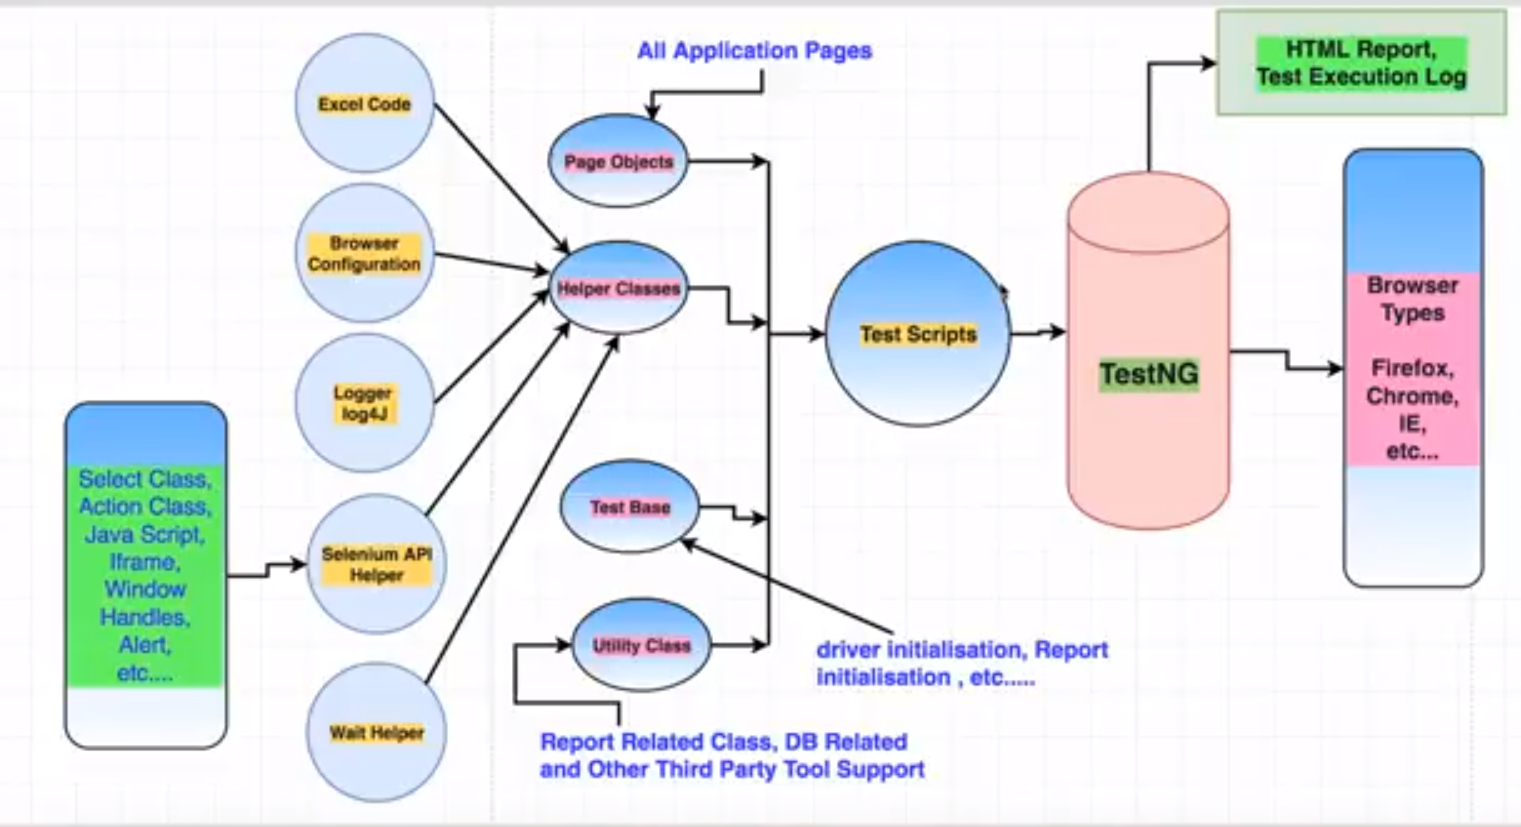 All Application Pages
HTML Report,
Test Execution Log
Excel Code
Page Objects
Browser
Configuration
Helper Classes
Browser
Types
Firefox,
Chrome,
IE,
etc...
Test Scripts
TestNG
Logger
log4J
Select Class,
Action Class,
Java Script,
Iframe,
Window
Handles,
Alert,
etc....
Test Base
Selenium API
Helper
Utility Class
driver initialisation, Report
initialisation , etc.....
Wait Helper
Report Related Class, DB Related
and Other Third Party Tool Support